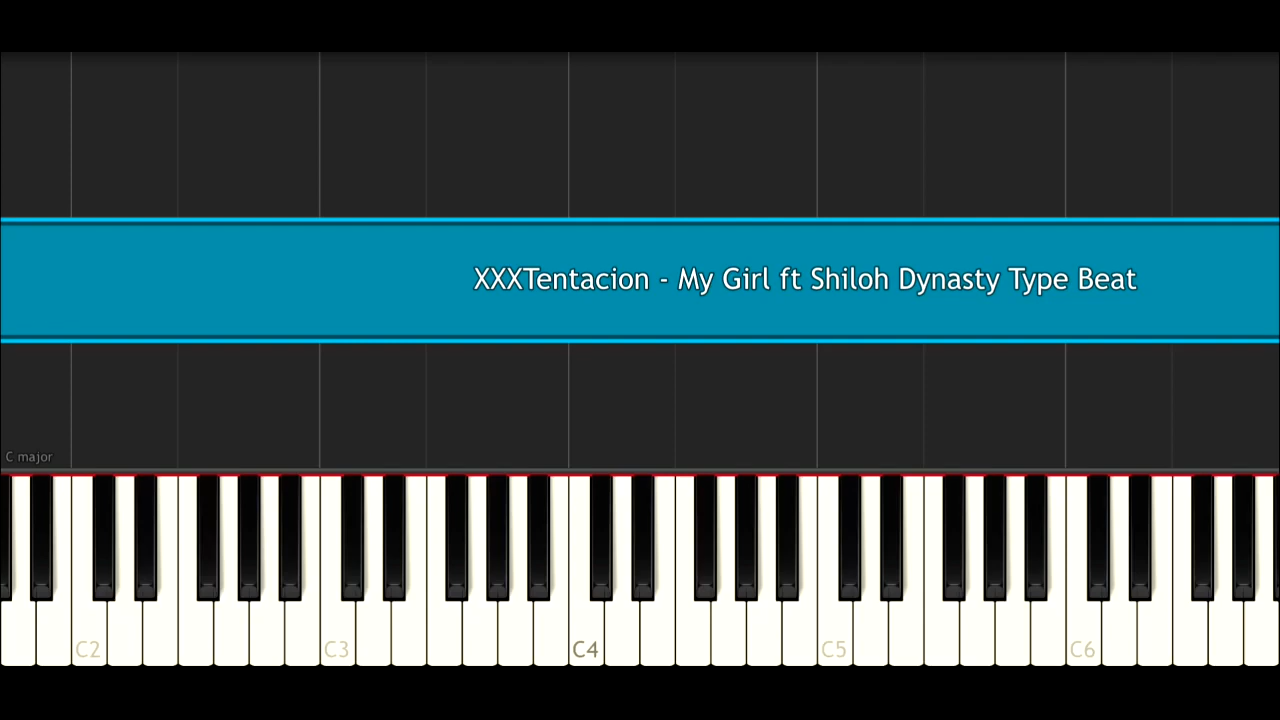 XXXTentacion - My Girl ft Shiloh Dynasty Type Beat
C major
C2 C3 C4 C5 C6